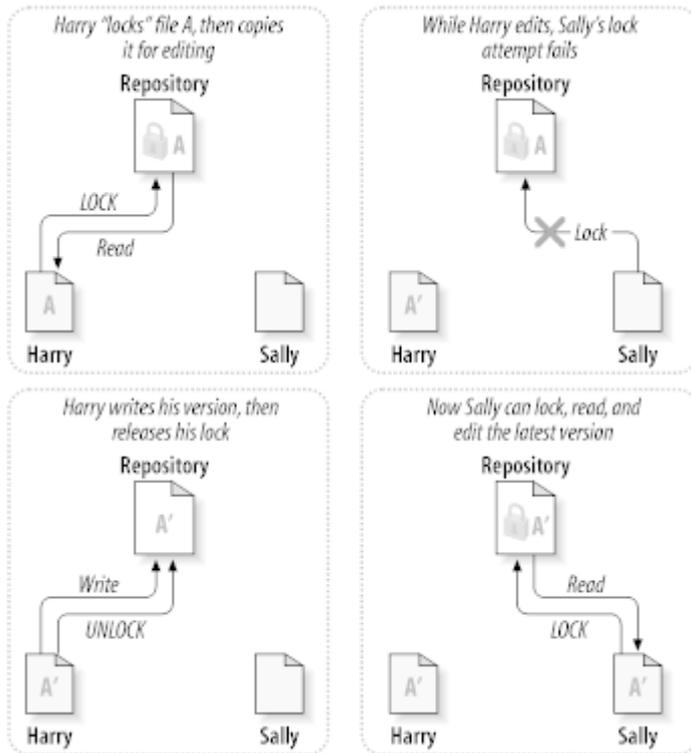 Harry “locks” file A, then copies
it for editing
Repository
A
LOCK
Read
A
Harry
Sally
While Harry edits, Sally’s lock
attempt fails
Repository
A
Lock
A′
Harry
Sally
Harry writes his version, then
releases his lock
Repository
A′
Write
UNLOCK
A′
Harry
Sally
Now Sally can lock, read, and
edit the latest version
Repository
A′
Read
LOCK
A′
Harry
A′
Sally